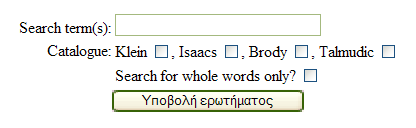 Search term(s):
Catalogue: Klein , Isaacs , Brody , Talmudic
Search for whole words only?
Υποβολή ερωτήματος